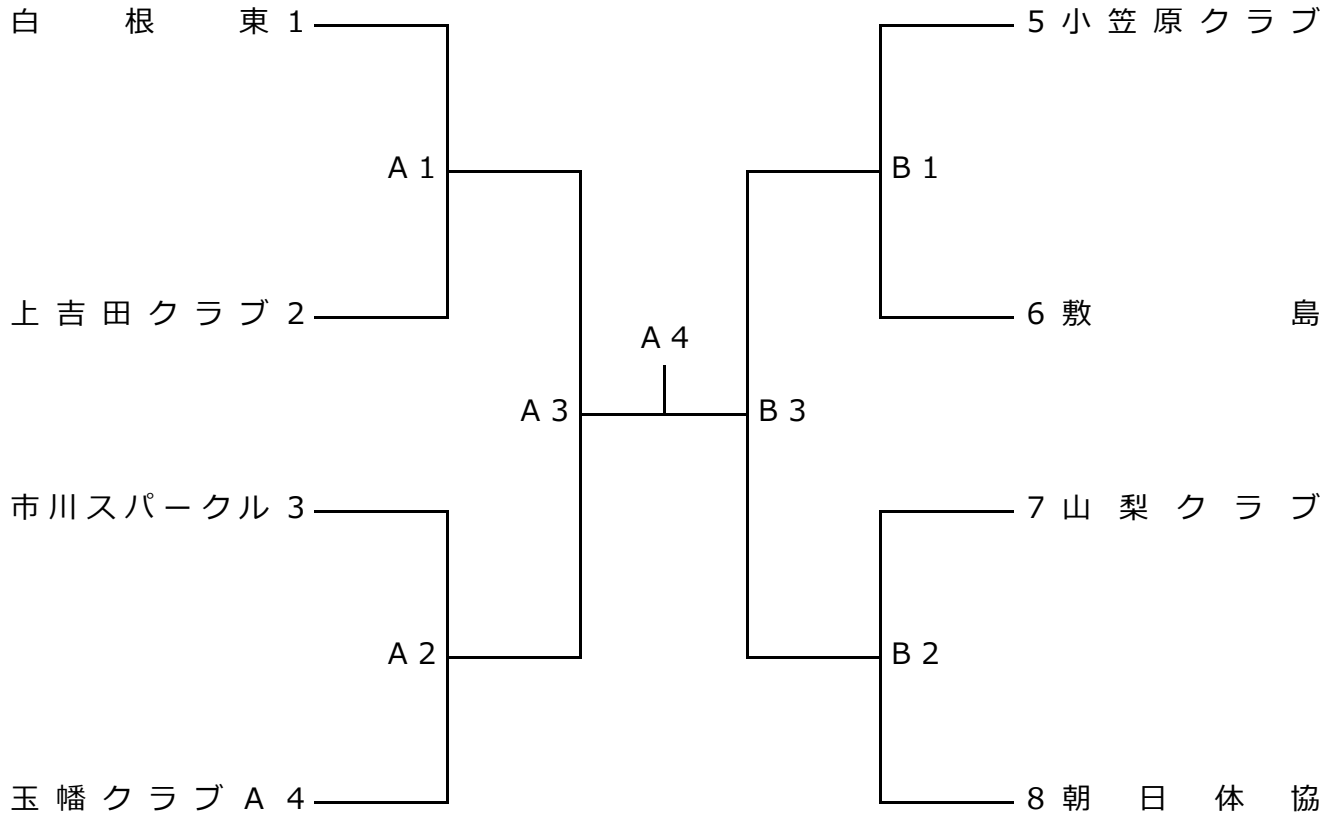 白根東 1
5 小笠原クラブ
A 1
B 1
上吉田クラブ 2
6 敷島
A 4
A 3
B 3
市川スパークル 3
7 山梨クラブ
A 2
B 2
玉幡クラブA 4
8 朝日体協